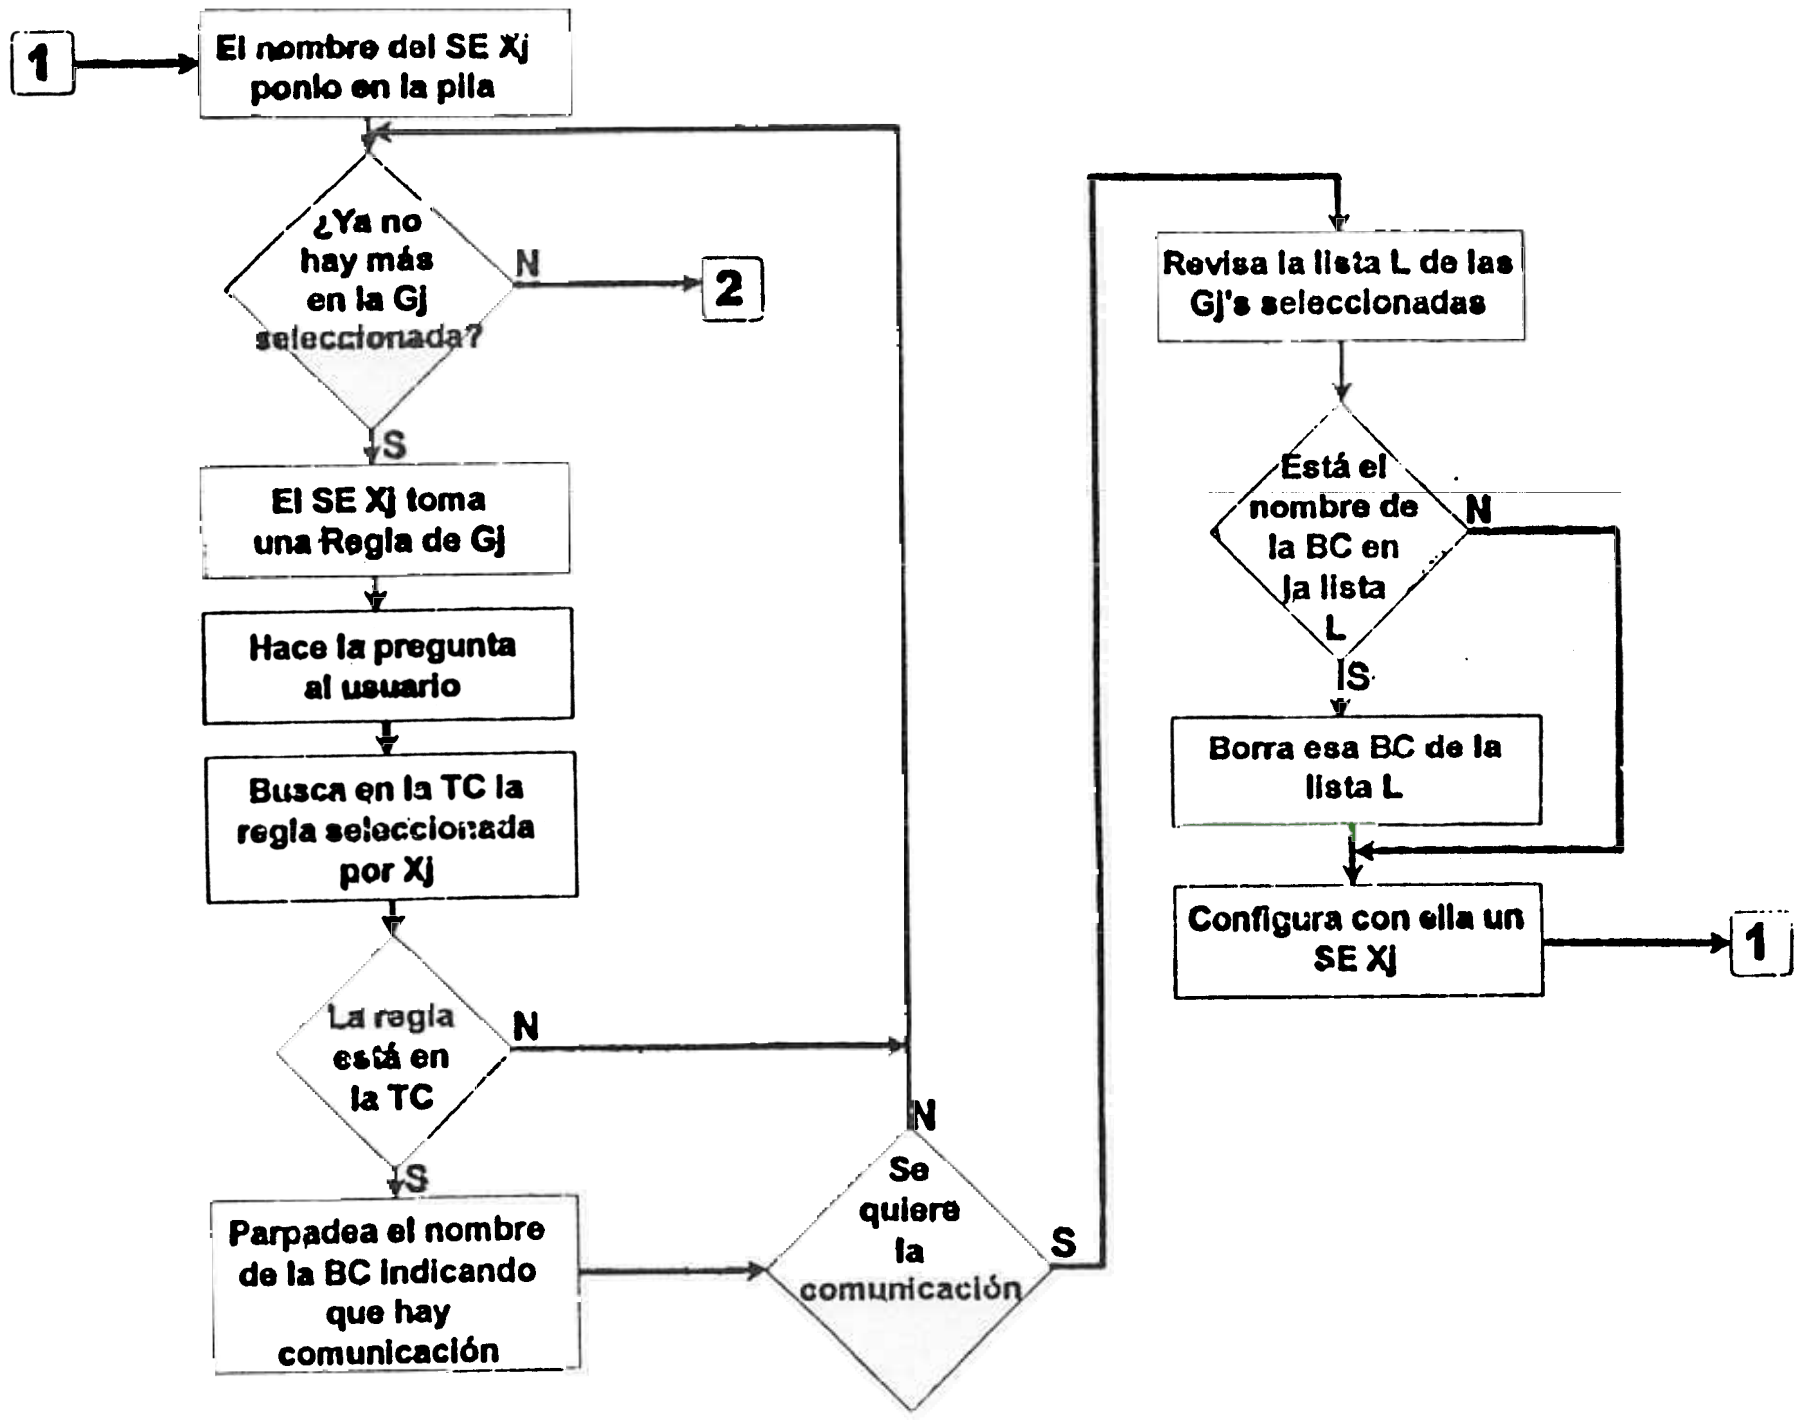 1
El nombre del SE Xj
ponlo en la pila
¿Ya no
hay más
en la Gj
seleccionada?
N
2
S
El SE Xj toma
una Regla de Gj
Hace la pregunta
al usuario
Busca en la TC la
regla seleccionada
por Xj
La regla
está en
la TC
N
S
Parpadea el nombre
de la BC indicando
que hay
comunicación
N
Se
quiere
la
comunicación
S
Revisa la lista L de las
Gj's seleccionadas
Está el
nombre de
la BC en
la lista
L
N
S
Borra esa BC de la
lista L
Configura con ella un
SE Xj
1